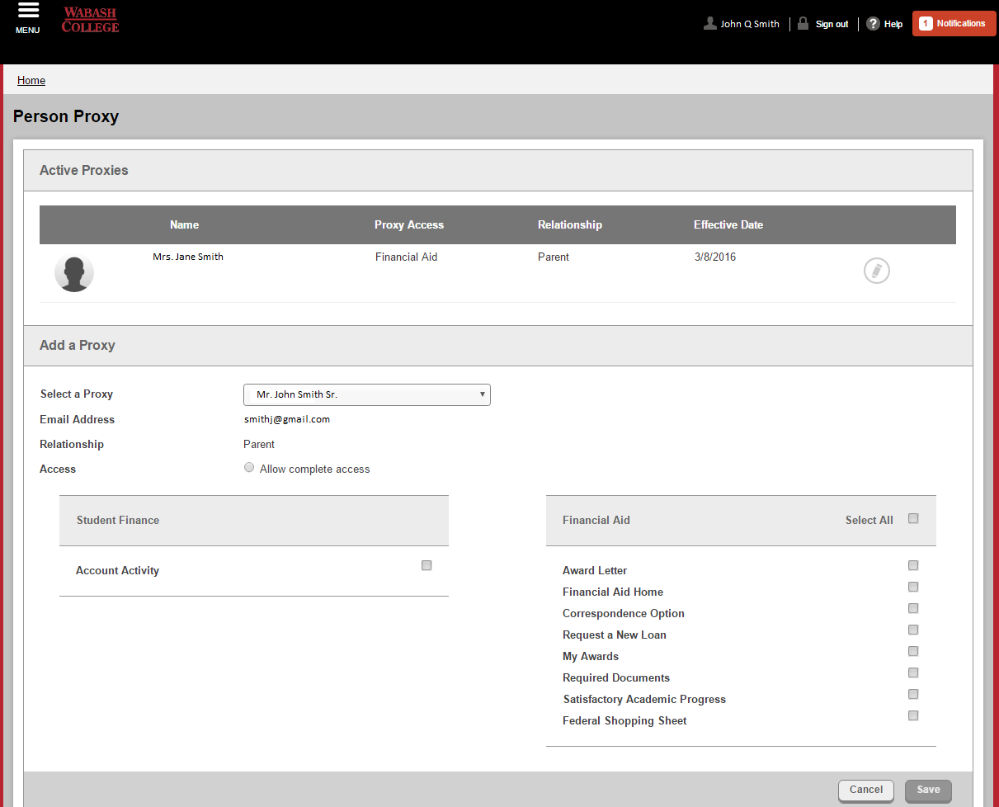 MENU
WABASH
COLLEGE
John Q Smith
Sign out
? Help
1 Notifications
Home
Person Proxy
Active Proxies
Name Proxy Access Relationship Effective Date
Mrs. Jane Smith Financial Aid Parent 3/8/2016
Add a Proxy
Select a Proxy Mr. John Smith Sr.
Email Address smithj@gmail.com
Relationship Parent
Access Allow complete access
Student Finance
Account Activity
Financial Aid Select All
Award Letter
Financial Aid Home
Correspondence Option
Request a New Loan
My Awards
Required Documents
Satisfactory Academic Progress
Federal Shopping Sheet
Cancel Save